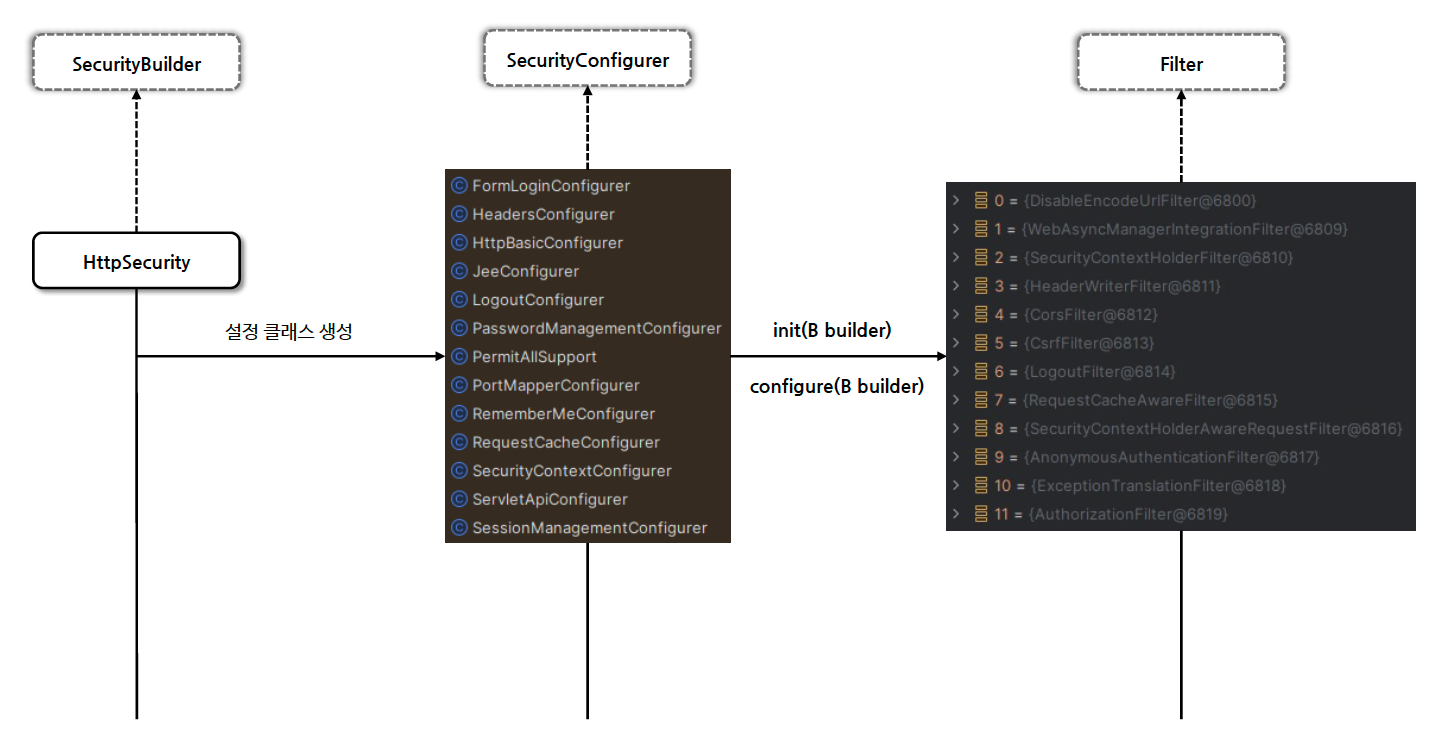 SecurityBuilder
SecurityConfigurer
Filter
HttpSecurity
설정 클래스 생성
FormLoginConfigurer
HeadersConfigurer
HttpBasicConfigurer
JeeConfigurer
LogoutConfigurer
PasswordManagementConfigurer
PermitAllSupport
PortMapperConfigurer
RememberMeConfigurer
RequestCacheConfigurer
SecurityContextConfigurer
ServletApiConfigurer
SessionManagementConfigurer
init(B builder)
configure(B builder)
0 = {DisableEncodeUrlFilter@6800}
1 = {WebAsyncManagerIntegrationFilter@6809}
2 = {SecurityContextHolderFilter@6810}
3 = {HeaderWriterFilter@6811}
4 = {CorsFilter@6812}
5 = {CsrfFilter@6813}
6 = {LogoutFilter@6814}
7 = {RequestCacheAwareFilter@6815}
8 = {SecurityContextHolderAwareRequestFilter@6816}
9 = {AnonymousAuthenticationFilter@6817}
10 = {ExceptionTranslationFilter@6818}
11 = {AuthorizationFilter@6819}